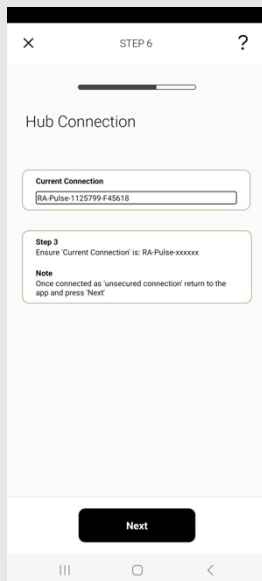 STEP 6
?
Hub Connection
Current Connection
RA-Pulse-1125799-F45618
Step 3
Ensure 'Current Connection' is: RA-Pulse-xxxxxx
Note
Once connected as 'unsecured connection' return to the
app and press 'Next'
Next